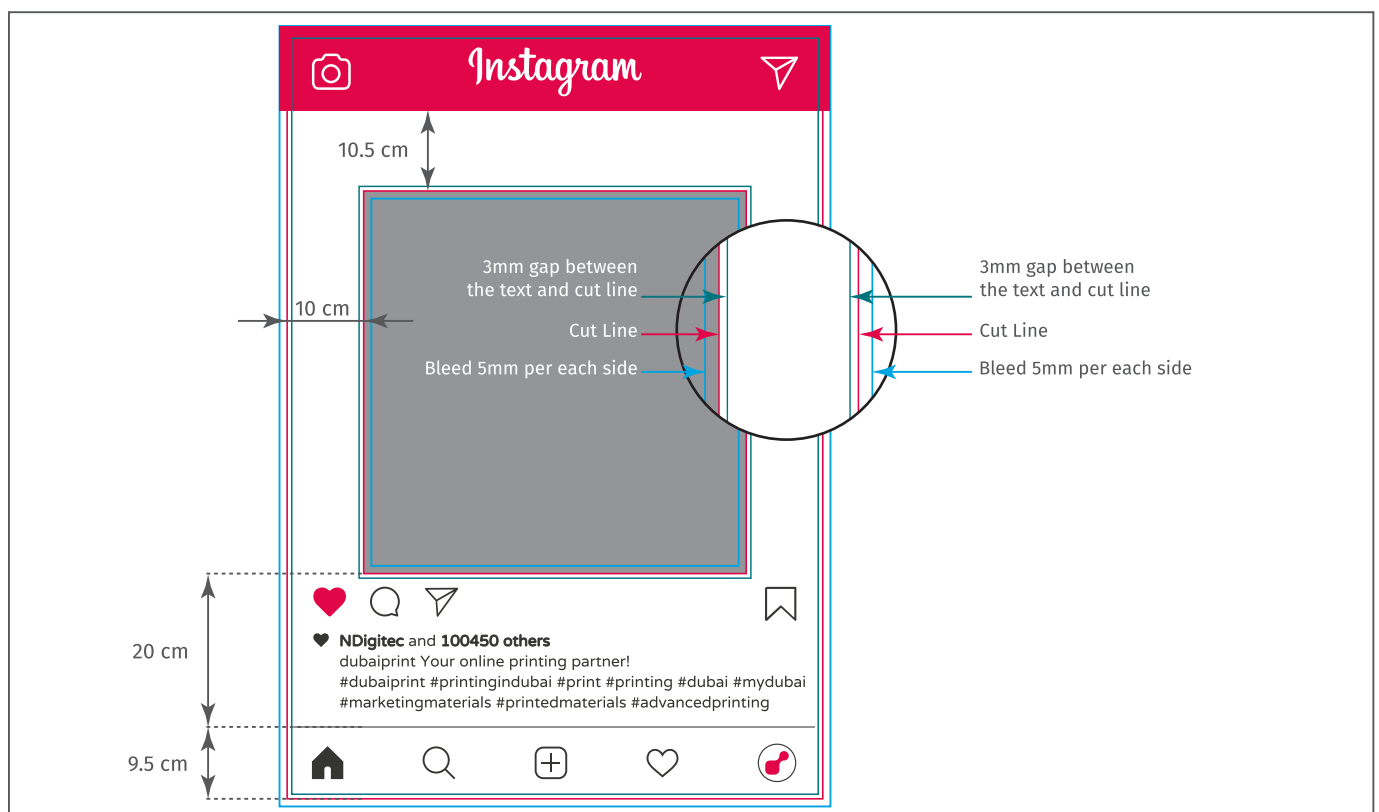 Instagram
10.5 cm
3mm gap between
the text and cut line
Cut Line
Bleed 5mm per each side
3mm gap between
the text and cut line
Cut Line
Bleed 5mm per each side
10 cm
20 cm
NDigitec and 100450 others
dubaiprint Your online printing partner!
#dubaiprint #printingindubai #print #printing #dubai #mydubai
#marketingmaterials #printedmaterials #advancedprinting
9.5 cm